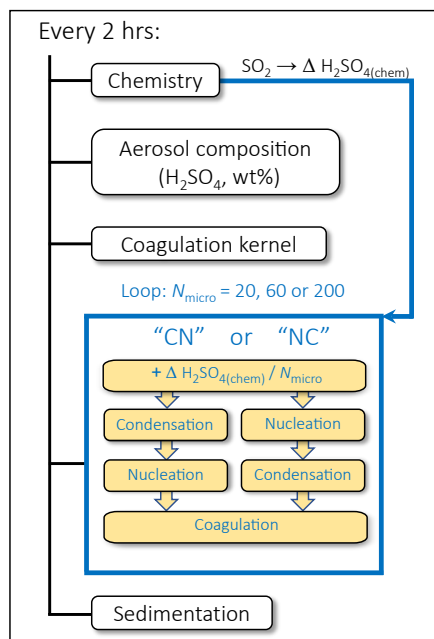 Every 2 hrs:
SO₂ → Δ H₂SO₄₍chem₎
Chemistry
Aerosol composition
(H₂SO₄, wt%)
Coagulation kernel
Loop: Nmicro = 20, 60 or 200
“CN” or “NC”
+ Δ H₂SO₄₍chem₎ / Nmicro
Condensation Nucleation
Nucleation Condensation
Coagulation
Sedimentation